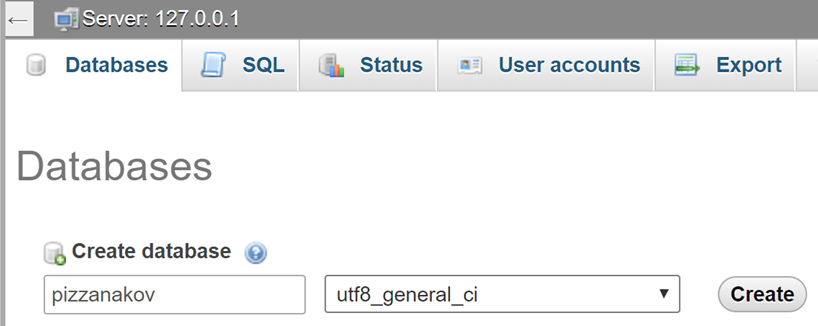 Server: 127.0.0.1
Databases SQL Status User accounts Export
Databases
Create database
pizzanakov utf8_general_ci Create